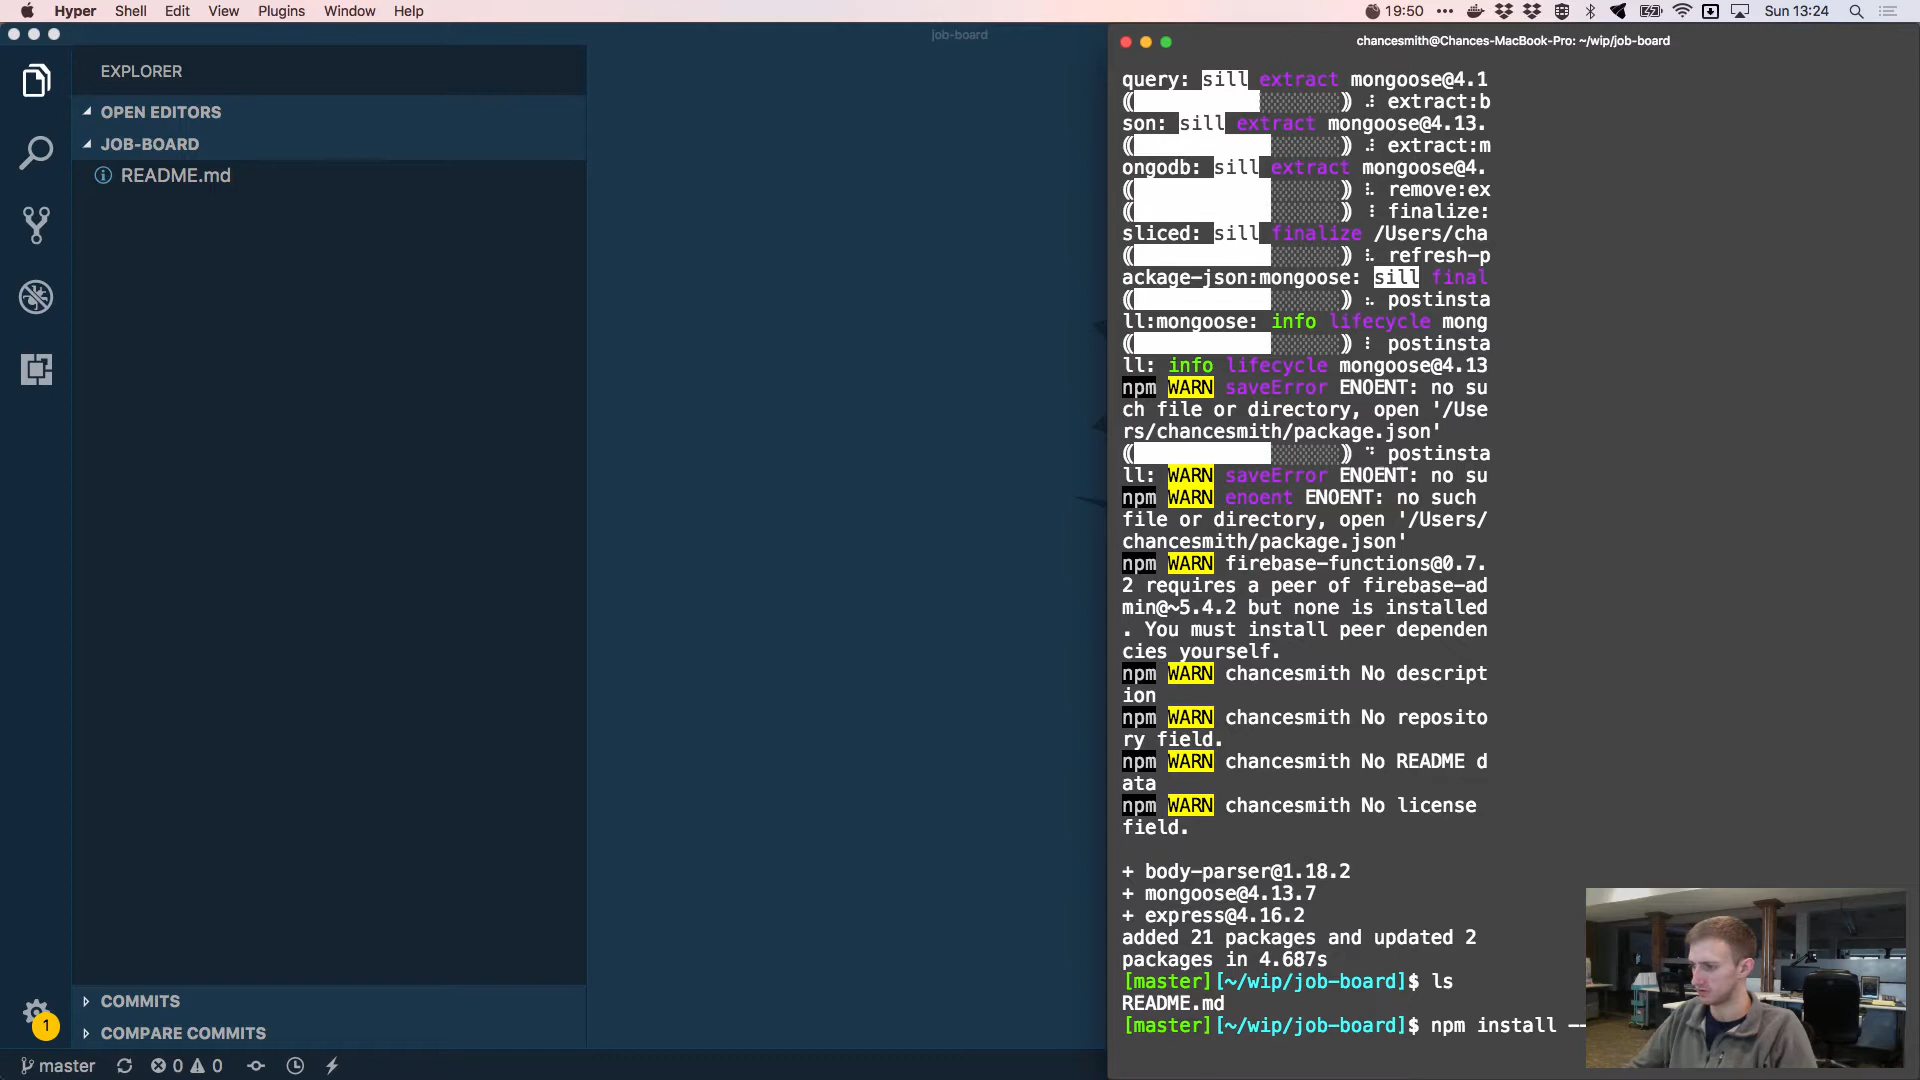 Hyper Shell Edit View Plugins Window Help
19:50
Sun 13:24
job-board
chancesmith@Chances-MacBook-Pro: ~/wip/job-board
EXPLORER
OPEN EDITORS
JOB-BOARD
README.md
COMMITS
COMPARE COMMITS
1
master 0 0
query: sill extract mongoose@4.1
extract:b
son: sill extract mongoose@4.13.
extract:m
ongodb: sill extract mongoose@4.
remove:ex
finalize:
sliced: sill finalize /Users/cha
refresh-p
ackage-json:mongoose: sill final
postinsta
ll:mongoose: info lifecycle mong
postinsta
ll: info lifecycle mongoose@4.13
npm WARN saveError ENOENT: no su
ch file or directory, open '/Use
rs/chancesmith/package.json'
postinsta
ll: WARN saveError ENOENT: no su
npm WARN enoent ENOENT: no such
file or directory, open '/Users/
chancesmith/package.json'
npm WARN firebase-functions@0.7.
2 requires a peer of firebase-ad
min@~5.4.2 but none is installed
. You must install peer dependen
cies yourself.
npm WARN chancesmith No descript
ion
npm WARN chancesmith No reposito
ry field.
npm WARN chancesmith No README d
ata
npm WARN chancesmith No license
field.
+ body-parser@1.18.2
+ mongoose@4.13.7
+ express@4.16.2
added 21 packages and updated 2
packages in 4.687s
[master][~/wip/job-board]$ ls
README.md
[master][~/wip/job-board]$ npm install --